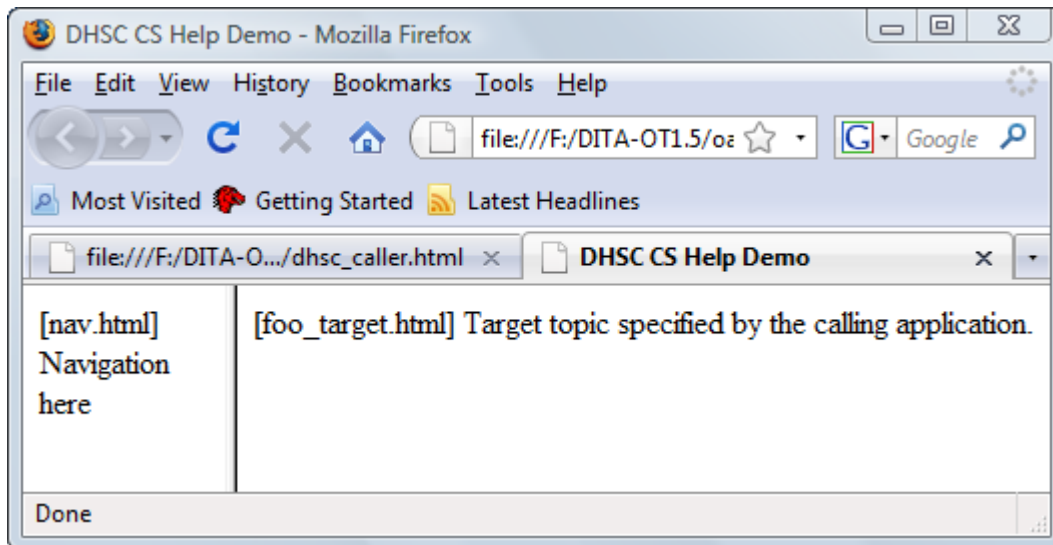 DHSC CS Help Demo - Mozilla Firefox
File Edit View History Bookmarks Tools Help
file:///F:/DITA-OT1.5/oa G Google
Most Visited Getting Started Latest Headlines
file:///F:/DITA-O.../dhsc_caller.html DHSC CS Help Demo
[nav.html]
Navigation
here
[foo_target.html] Target topic specified by the calling application.
Done